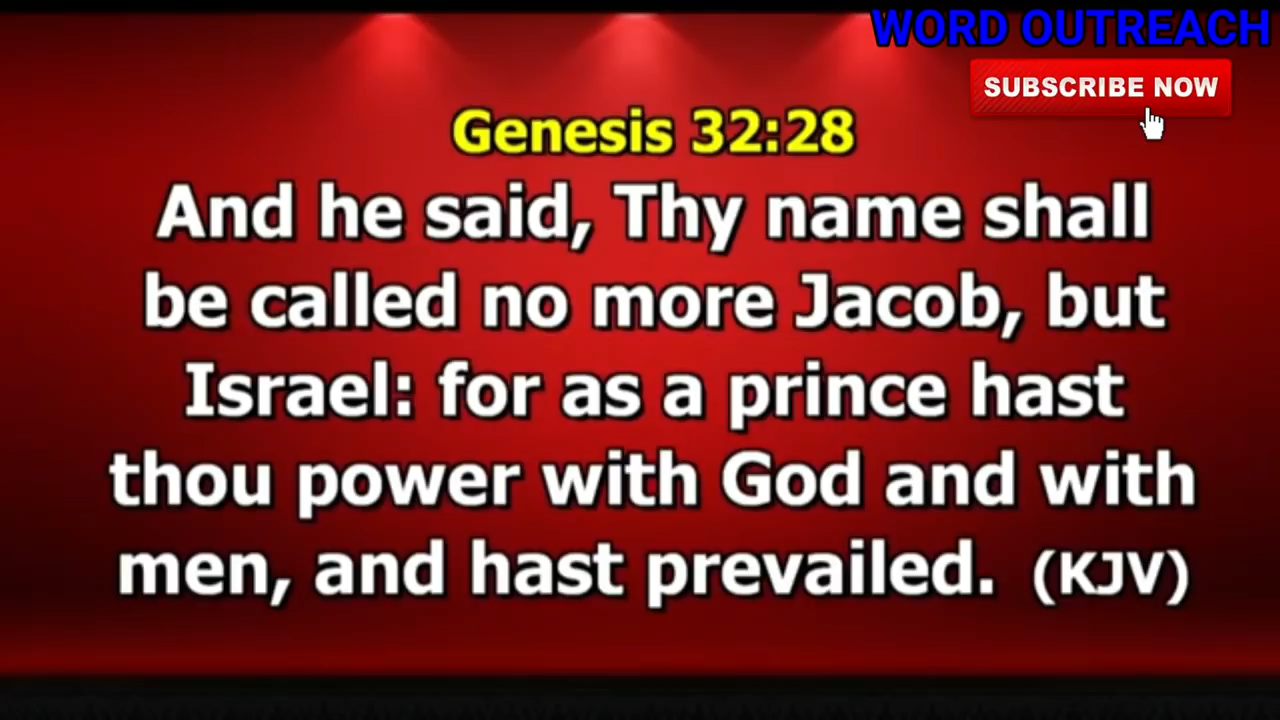 WORD OUTREACH
SUBSCRIBE NOW
Genesis 32:28
And he said, Thy name shall
be called no more Jacob, but
Israel: for as a prince hast
thou power with God and with
men, and hast prevailed. (KJV)